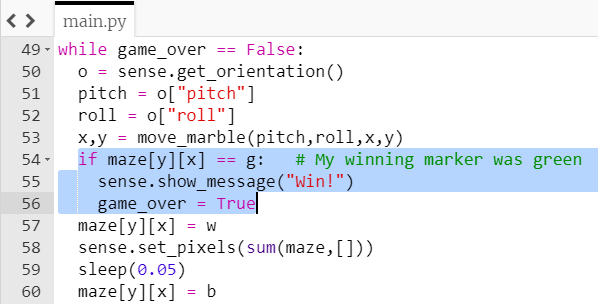 main.py
49 while game_over == False:
50   o = sense.get_orientation()
51   pitch = o["pitch"]
52   roll = o["roll"]
53   x,y = move_marble(pitch,roll,x,y)
54   if maze[y][x] == g:   # My winning marker was green
55     sense.show_message("Win!")
56     game_over = True
57   maze[y][x] = w
58   sense.set_pixels(sum(maze,[]))
59   sleep(0.05)
60   maze[y][x] = b